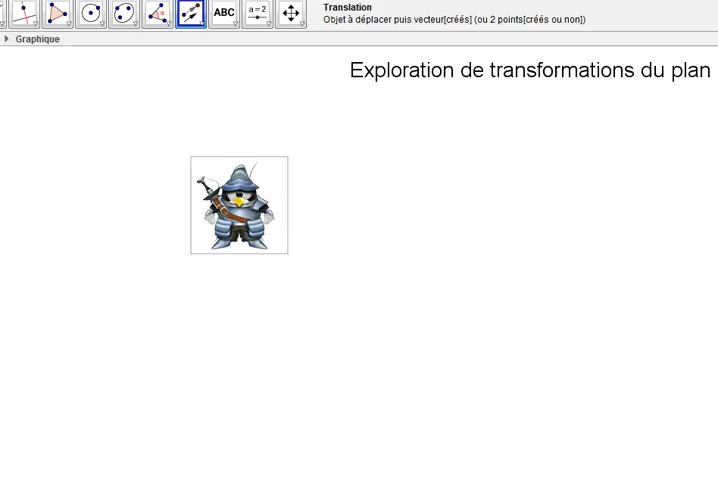 ABC
a=2
Translation
Objet à déplacer puis vecteur[créés] (ou 2 points[créés ou non])
Graphique
Exploration de transformations du plan